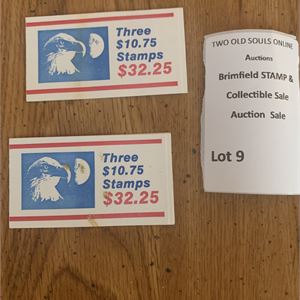 Three
$10.75
Stamps
$32.25
Three
$10.75
Stamps
$32.25
TWO OLD SOULS ONLINE
Auctions
Brimfield STAMP &
Collectible Sale
Auction Sale
Lot 9